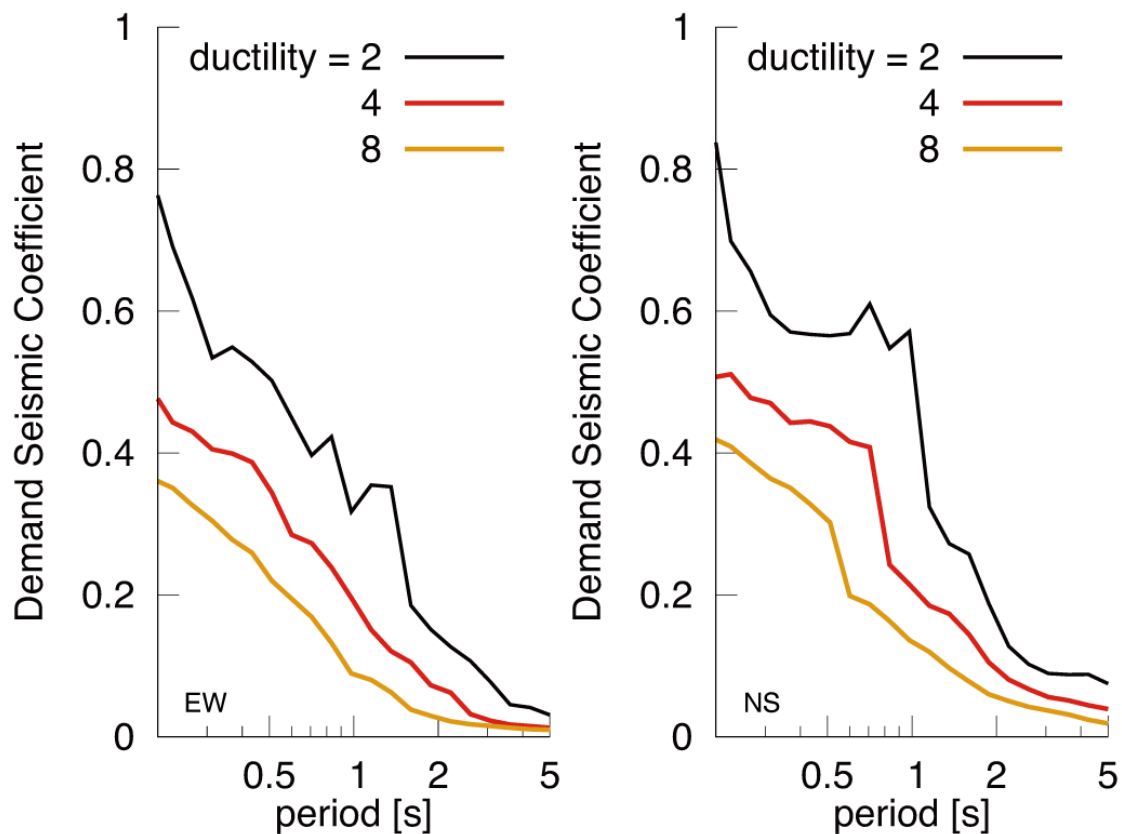 Demand Seismic Coefficient
1
0.8
0.6
0.4
0.2
0
ductility = 2
4
8
EW
0.5 1 2 5
period [s]
Demand Seismic Coefficient
1
0.8
0.6
0.4
0.2
0
ductility = 2
4
8
NS
0.5 1 2 5
period [s]